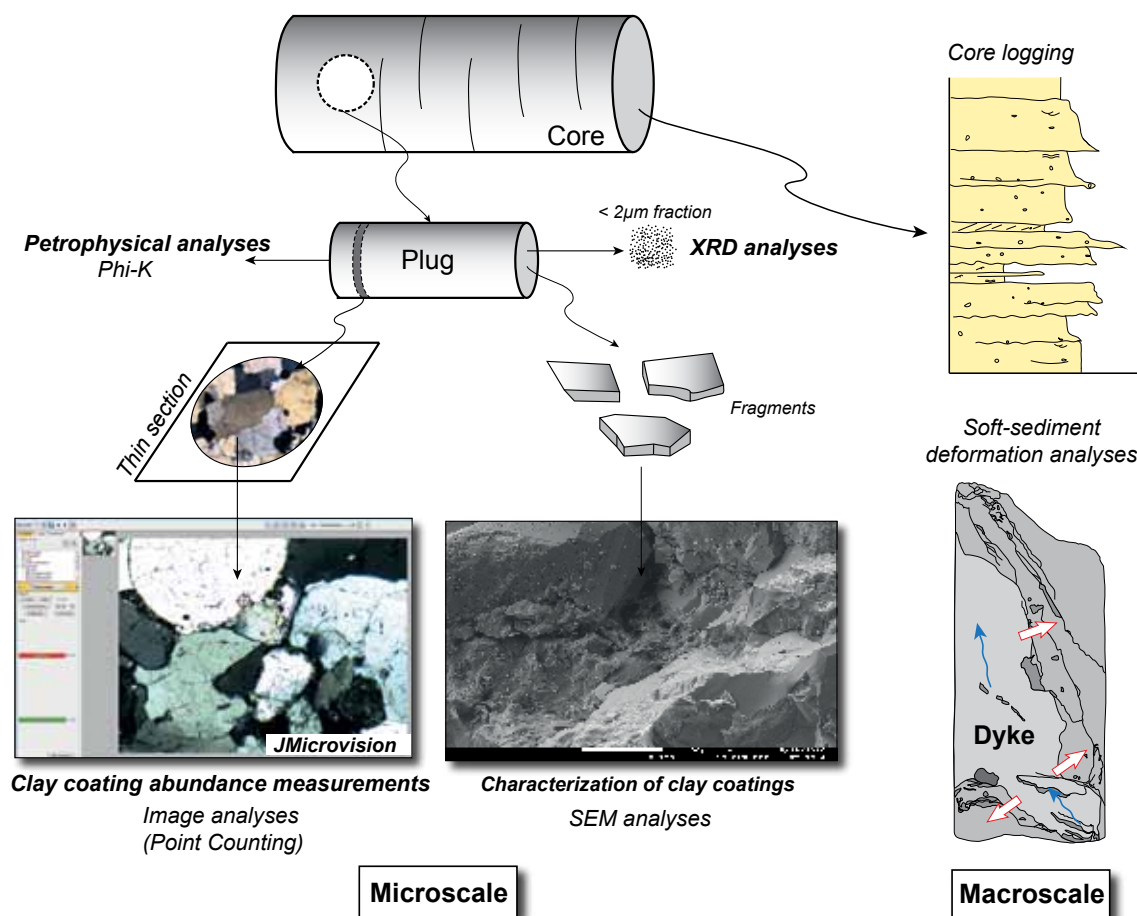 Core logging
Core
< 2µm fraction
Petrophysical analyses
Phi-K
Plug
XRD analyses
Thin section
Fragments
Soft-sediment
deformation analyses
JMicrovision
Dyke
Clay coating abundance measurements
Image analyses
(Point Counting)
Characterization of clay coatings
SEM analyses
Microscale
Macroscale